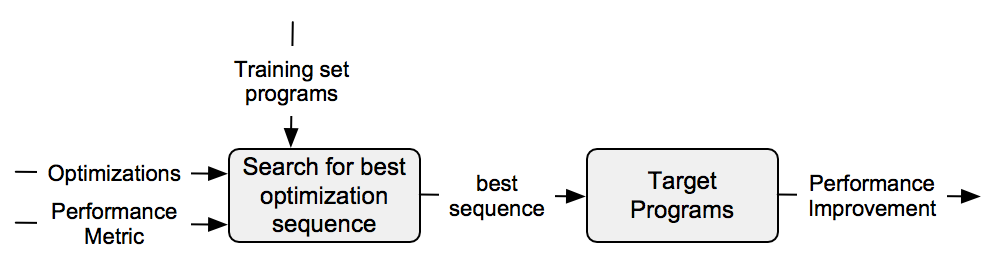 Training set
programs
Optimizations
Performance
Metric
Search for best
optimization
sequence
best
sequence
Target
Programs
Performance
Improvement